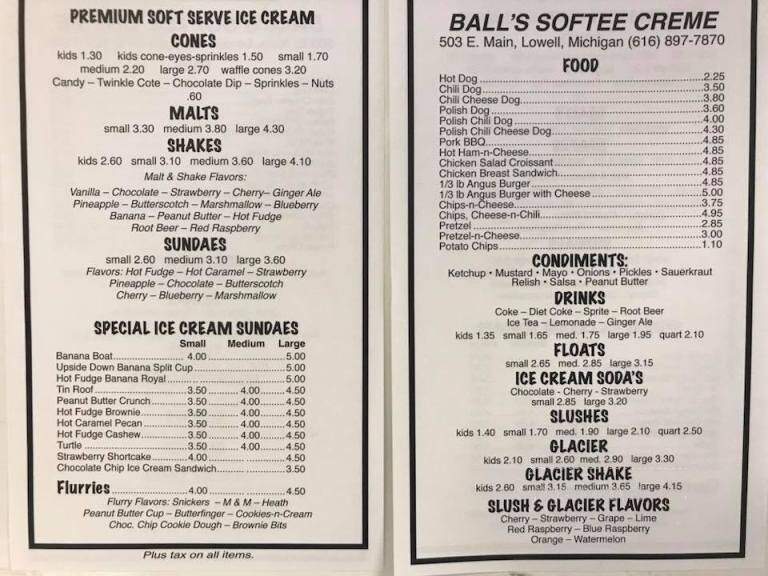 PREMIUM SOFT SERVE ICE CREAM
CONES
kids 1.30 kids cone-eyes-sprinkles 1.50 small 1.70
medium 2.20 large 2.70 waffle cones 3.20
Candy – Twinkle Cote – Chocolate Dip – Sprinkles – Nuts
.60
MALTS
small 3.30 medium 3.80 large 4.30
SHAKES
kids 2.60 small 3.10 medium 3.60 large 4.10
Malt & Shake Flavors:
Vanilla – Chocolate – Strawberry – Cherry– Ginger Ale
Pineapple – Butterscotch – Marshmallow – Blueberry
Banana – Peanut Butter – Hot Fudge
Root Beer – Red Raspberry
SUNDAES
small 2.60 medium 3.10 large 3.60
Flavors: Hot Fudge – Hot Caramel – Strawberry
Pineapple – Chocolate – Butterscotch
Cherry – Blueberry – Marshmallow
SPECIAL ICE CREAM SUNDAES
Small Medium Large
Banana Boat 4.00 5.00
Upside Down Banana Split Cup 5.00
Hot Fudge Banana Royal 5.00
Tin Roof 3.50 4.00 4.50
Peanut Butter Crunch 3.50 4.00 4.50
Hot Fudge Brownie 3.50 4.00 4.50
Hot Caramel Pecan 3.50 4.00 4.50
Hot Fudge Cashew 3.50 4.00 4.50
Turtle 3.50 4.00 4.50
Strawberry Shortcake 4.00 4.50
Chocolate Chip Ice Cream Sandwich 3.50
Flurries 4.00 4.50
Flurry Flavors: Snickers – M & M – Heath
Peanut Butter Cup – Butterfinger – Cookies-n-Cream
Choc. Chip Cookie Dough – Brownie Bits
Plus tax on all items.
BALL'S SOFTEE CREME
503 E. Main, Lowell, Michigan (616) 897-7870
FOOD
Hot Dog 2.25
Chili Dog 3.50
Chili Cheese Dog 3.80
Polish Dog 3.60
Polish Chili Dog 4.00
Polish Chili Cheese Dog 4.30
Pork BBQ 4.85
Hot Ham-n-Cheese 4.85
Chicken Salad Croissant 4.85
Chicken Breast Sandwich 4.85
1/3 lb Angus Burger 4.85
1/3 lb Angus Burger with Cheese 5.00
Chips-n-Cheese 3.75
Chips, Cheese-n-Chili 4.95
Pretzel 2.85
Pretzel-n-Cheese 3.00
Potato Chips 1.10
CONDIMENTS:
Ketchup • Mustard • Mayo • Onions • Pickles • Sauerkraut
Relish • Salsa • Peanut Butter
DRINKS
Coke – Diet Coke – Sprite – Root Beer
Ice Tea – Lemonade – Ginger Ale
kids 1.35 small 1.65 med. 1.75 large 1.95 quart 2.10
FLOATS
small 2.65 med. 2.85 large 3.15
ICE CREAM SODA'S
Chocolate - Cherry - Strawberry
small 2.85 large 3.20
SLUSHES
kids 1.40 small 1.70 med. 1.90 large 2.10 quart 2.50
GLACIER
kids 2.10 small 2.60 med. 2.90 large 3.30
GLACIER SHAKE
kids 2.60 small 3.15 medium 3.65 large 4.15
SLUSH & GLACIER FLAVORS
Cherry – Strawberry – Grape – Lime
Red Raspberry – Blue Raspberry
Orange – Watermelon